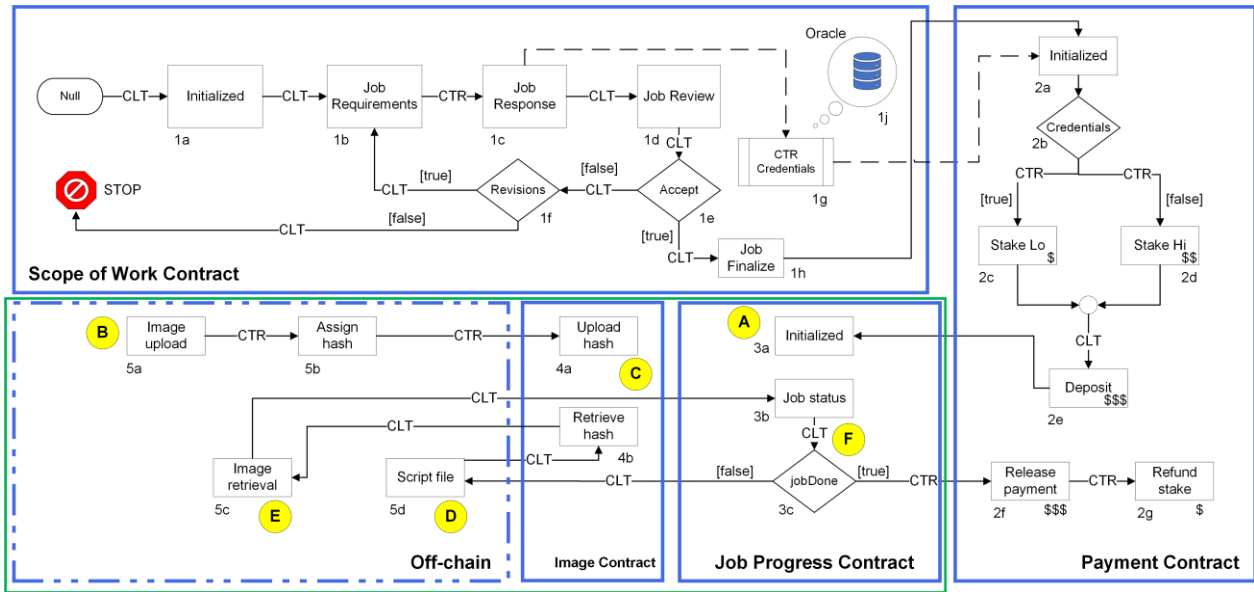 Null
CLT
Initialized
1a
CLT
Job
Requirements
1b
CTR
Job
Response
1c
CLT
Job Review
1d
CLT
Oracle
1j
CTR
Credentials
1g
[true]
CLT
Revisions
1f
[false]
CLT
Accept
1e
STOP
[false]
CLT
[true]
CLT
Job
Finalize
1h
Scope of Work Contract
Initialized
2a
Credentials
2b
CTR
CTR
[true]
[false]
Stake Lo
$
2c
Stake Hi
$$
2d
CLT
Deposit
$$$
2e
Release
payment
2f
$$$
CTR
Refund
stake
2g
$
Payment Contract
B
Image
upload
5a
CTR
Assign
hash
5b
CTR
Upload
hash
4a
C
A
Initialized
3a
CLT
Job status
3b
CLT
F
Retrieve
hash
4b
CLT
Image
retrieval
5c
E
Script file
5d
D
CLT
[false]
CLT
jobDone
3c
[true]
CTR
Off-chain
Image Contract
Job Progress Contract